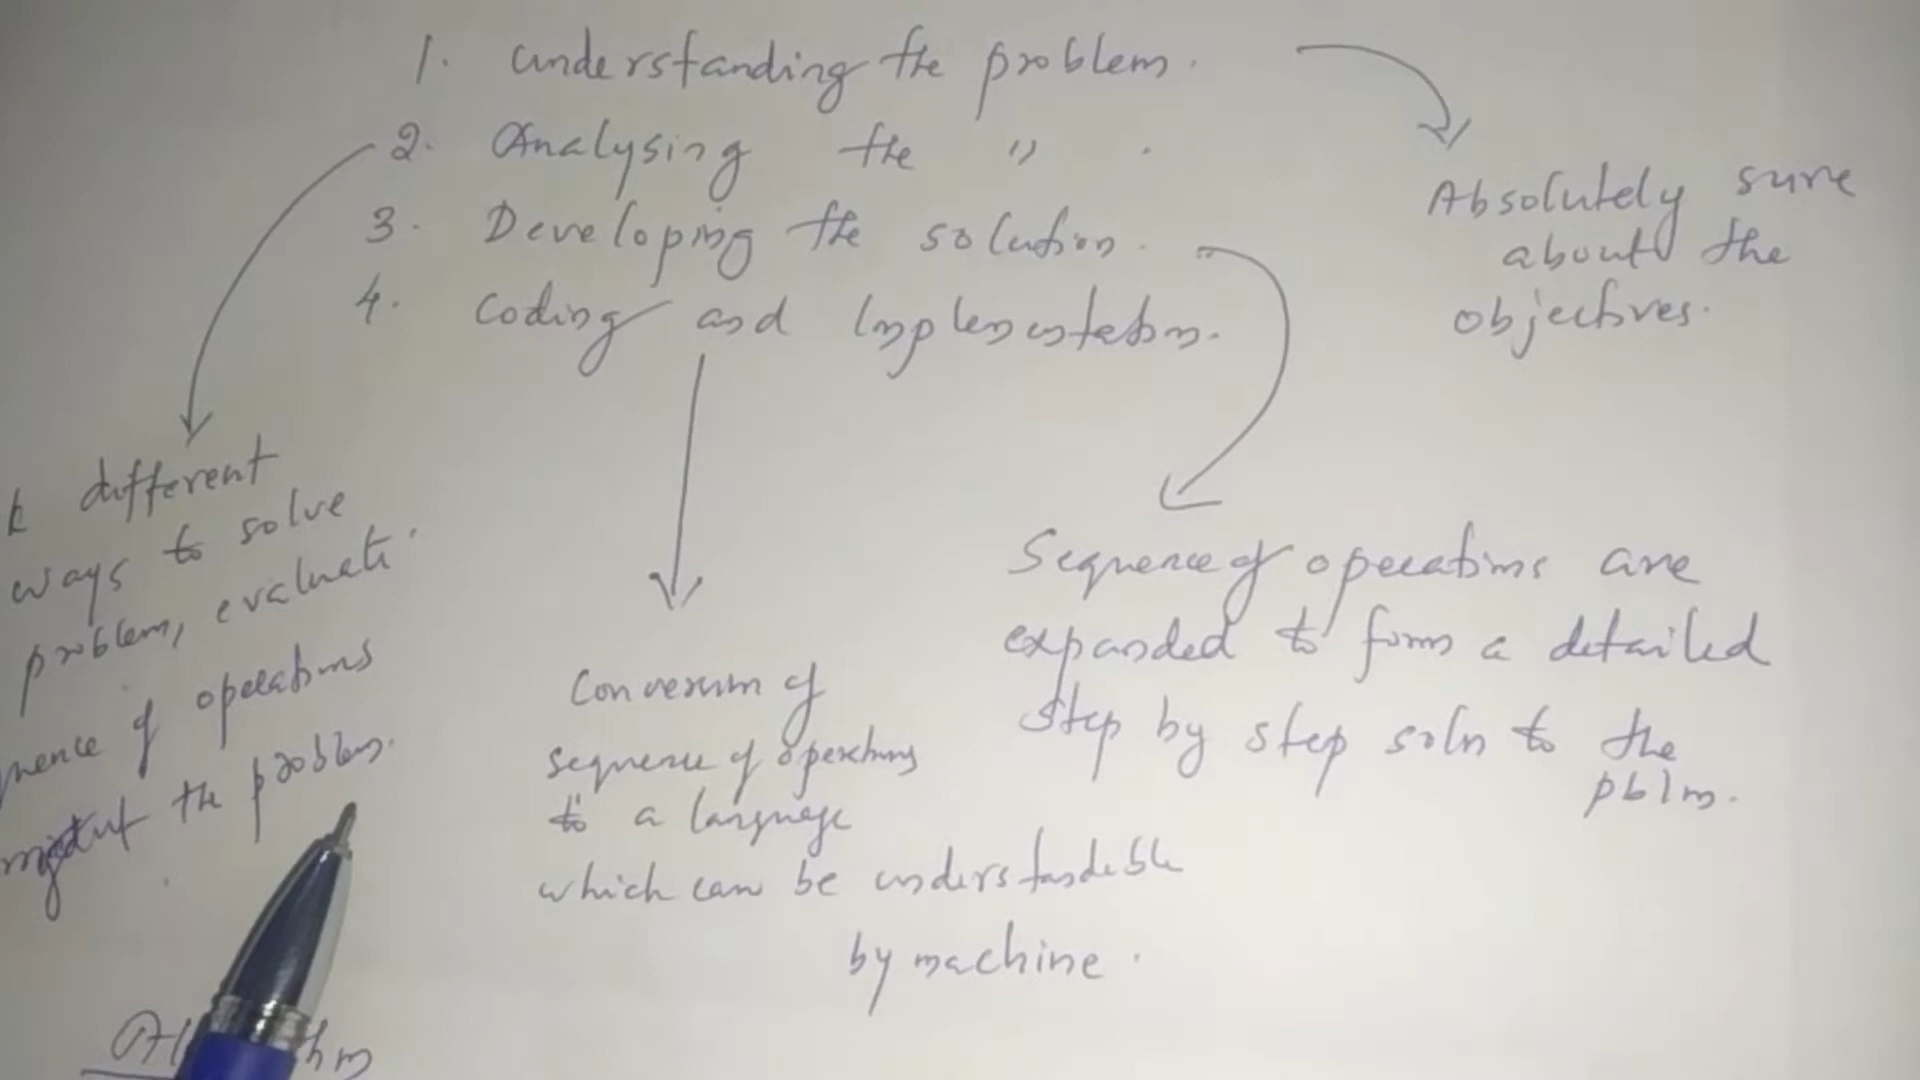 1. Understanding the problem.
2. Analysing the " .
3. Developing the solution.
4. Coding and Implementation.
Absolutely sure
about the
objectives.
different
ways to solve
problem, evaluate
of operations
the problem.
Conversion of
sequence of operations
to a language
which can be understandable
by machine.
Sequence of operations are
expanded to form a detailed
step by step soln to the
pblm.